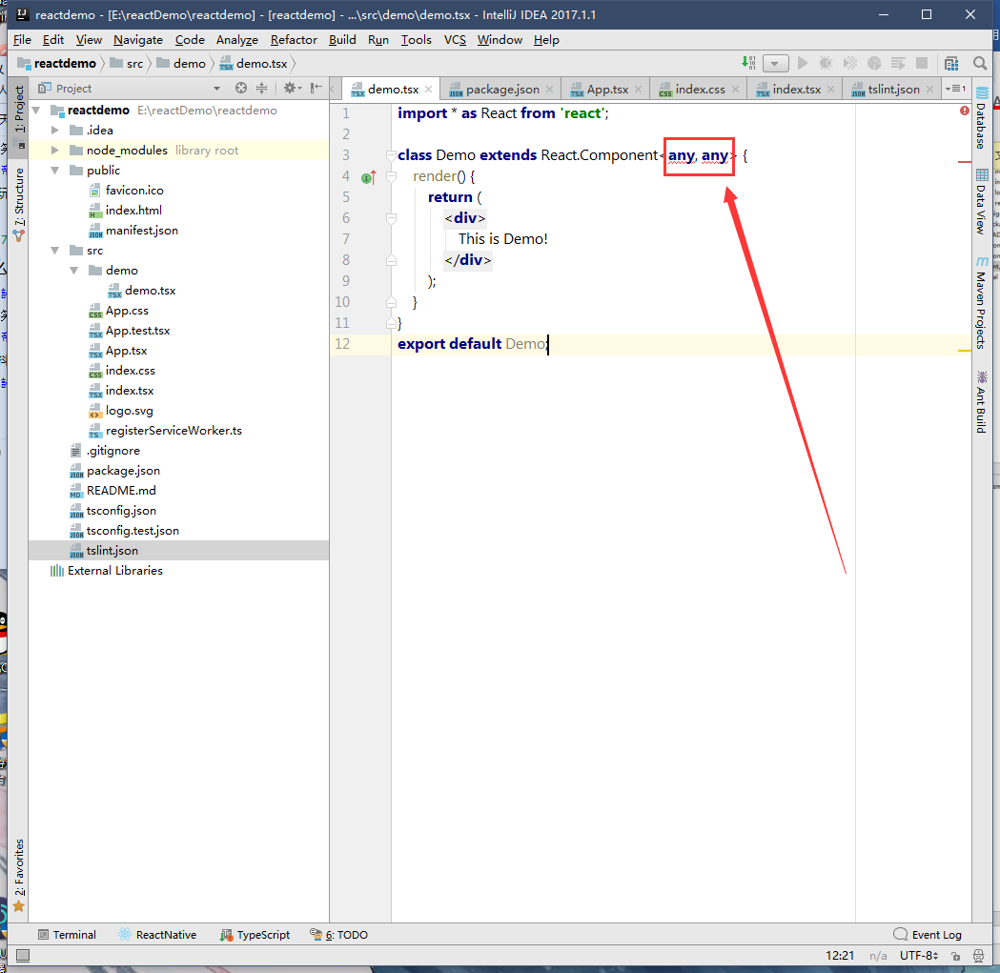 reactdemo - [E:\reactDemo\reactdemo] - [reactdemo] - ...\src\demo\demo.tsx - IntelliJ IDEA 2017.1.1
File Edit View Navigate Code Analyze Refactor Build Run Tools VCS Window Help
reactdemo src demo demo.tsx
Project
demo.tsx package.json App.tsx index.css index.tsx tslint.json
1: Project
7: Structure
2: Favorites
reactdemo E:\reactDemo\reactdemo
.idea
node_modules library root
public
favicon.ico
index.html
manifest.json
src
demo
demo.tsx
App.css
App.test.tsx
App.tsx
index.css
index.tsx
logo.svg
registerServiceWorker.ts
.gitignore
package.json
README.md
tsconfig.json
tsconfig.test.json
tslint.json
External Libraries
1 import * as React from 'react';
2
3 class Demo extends React.Component<any, any> {
4 render() {
5 return (
6 <div>
7 This is Demo!
8 </div>
9 );
10 }
11 }
12 export default Demo;
Database
Data View
Maven Projects
Ant Build
Terminal ReactNative TypeScript 6: TODO Event Log
12:21 n/a UTF-8